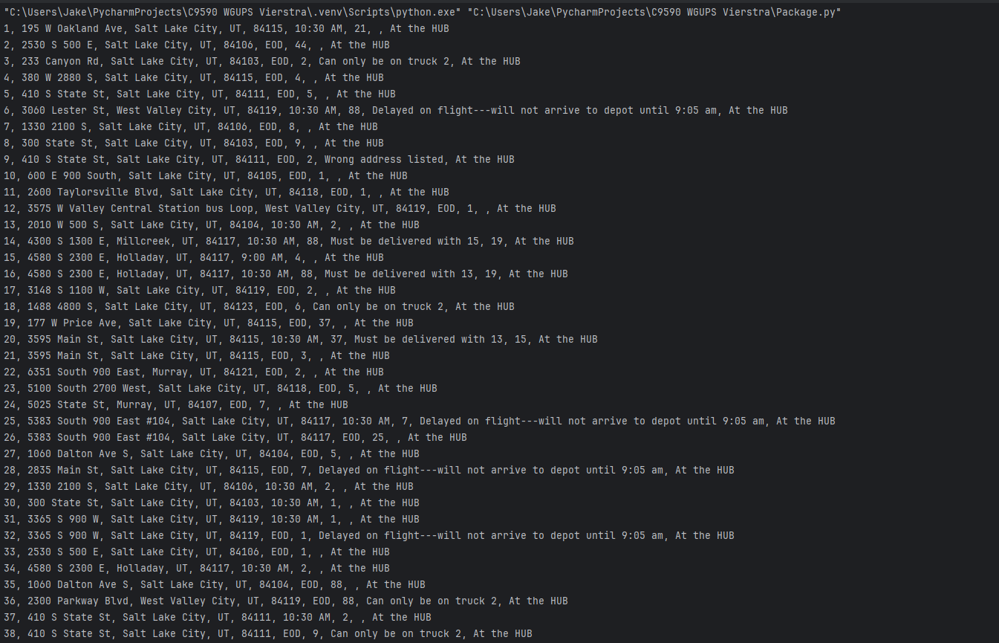 "C:\Users\Jake\PycharmProjects\C9590 WGUPS Vierstra\.venv\Scripts\python.exe" "C:\Users\Jake\PycharmProjects\C9590 WGUPS Vierstra\Package.py"
1, 195 W Oakland Ave, Salt Lake City, UT, 84115, 10:30 AM, 21, , At the HUB
2, 2530 S 500 E, Salt Lake City, UT, 84106, EOD, 44, , At the HUB
3, 233 Canyon Rd, Salt Lake City, UT, 84103, EOD, 2, Can only be on truck 2, At the HUB
4, 380 W 2880 S, Salt Lake City, UT, 84115, EOD, 4, , At the HUB
5, 410 S State St, Salt Lake City, UT, 84111, EOD, 5, , At the HUB
6, 3060 Lester St, West Valley City, UT, 84119, 10:30 AM, 88, Delayed on flight---will not arrive to depot until 9:05 am, At the HUB
7, 1330 2100 S, Salt Lake City, UT, 84106, EOD, 8, , At the HUB
8, 300 State St, Salt Lake City, UT, 84103, EOD, 9, , At the HUB
9, 410 S State St, Salt Lake City, UT, 84111, EOD, 2, Wrong address listed, At the HUB
10, 600 E 900 South, Salt Lake City, UT, 84105, EOD, 1, , At the HUB
11, 2600 Taylorsville Blvd, Salt Lake City, UT, 84118, EOD, 1, , At the HUB
12, 3575 W Valley Central Station bus Loop, West Valley City, UT, 84119, EOD, 1, , At the HUB
13, 2010 W 500 S, Salt Lake City, UT, 84104, 10:30 AM, 2, , At the HUB
14, 4300 S 1300 E, Millcreek, UT, 84117, 10:30 AM, 88, Must be delivered with 15, 19, At the HUB
15, 4580 S 2300 E, Holladay, UT, 84117, 9:00 AM, 4, , At the HUB
16, 4580 S 2300 E, Holladay, UT, 84117, 10:30 AM, 88, Must be delivered with 13, 19, At the HUB
17, 3148 S 1100 W, Salt Lake City, UT, 84119, EOD, 2, , At the HUB
18, 1488 4800 S, Salt Lake City, UT, 84123, EOD, 6, Can only be on truck 2, At the HUB
19, 177 W Price Ave, Salt Lake City, UT, 84115, EOD, 37, , At the HUB
20, 3595 Main St, Salt Lake City, UT, 84115, 10:30 AM, 37, Must be delivered with 13, 15, At the HUB
21, 3595 Main St, Salt Lake City, UT, 84115, EOD, 3, , At the HUB
22, 6351 South 900 East, Murray, UT, 84121, EOD, 2, , At the HUB
23, 5100 South 2700 West, Salt Lake City, UT, 84118, EOD, 5, , At the HUB
24, 5025 State St, Murray, UT, 84107, EOD, 7, , At the HUB
25, 5383 South 900 East #104, Salt Lake City, UT, 84117, 10:30 AM, 7, Delayed on flight---will not arrive to depot until 9:05 am, At the HUB
26, 5383 South 900 East #104, Salt Lake City, UT, 84117, EOD, 25, , At the HUB
27, 1060 Dalton Ave S, Salt Lake City, UT, 84104, EOD, 5, , At the HUB
28, 2835 Main St, Salt Lake City, UT, 84115, EOD, 7, Delayed on flight---will not arrive to depot until 9:05 am, At the HUB
29, 1330 2100 S, Salt Lake City, UT, 84106, 10:30 AM, 2, , At the HUB
30, 300 State St, Salt Lake City, UT, 84103, 10:30 AM, 1, , At the HUB
31, 3365 S 900 W, Salt Lake City, UT, 84119, 10:30 AM, 1, , At the HUB
32, 3365 S 900 W, Salt Lake City, UT, 84119, EOD, 1, Delayed on flight---will not arrive to depot until 9:05 am, At the HUB
33, 2530 S 500 E, Salt Lake City, UT, 84106, EOD, 1, , At the HUB
34, 4580 S 2300 E, Holladay, UT, 84117, 10:30 AM, 2, , At the HUB
35, 1060 Dalton Ave S, Salt Lake City, UT, 84104, EOD, 88, , At the HUB
36, 2300 Parkway Blvd, West Valley City, UT, 84119, EOD, 88, Can only be on truck 2, At the HUB
37, 410 S State St, Salt Lake City, UT, 84111, 10:30 AM, 2, , At the HUB
38, 410 S State St, Salt Lake City, UT, 84111, EOD, 9, Can only be on truck 2, At the HUB